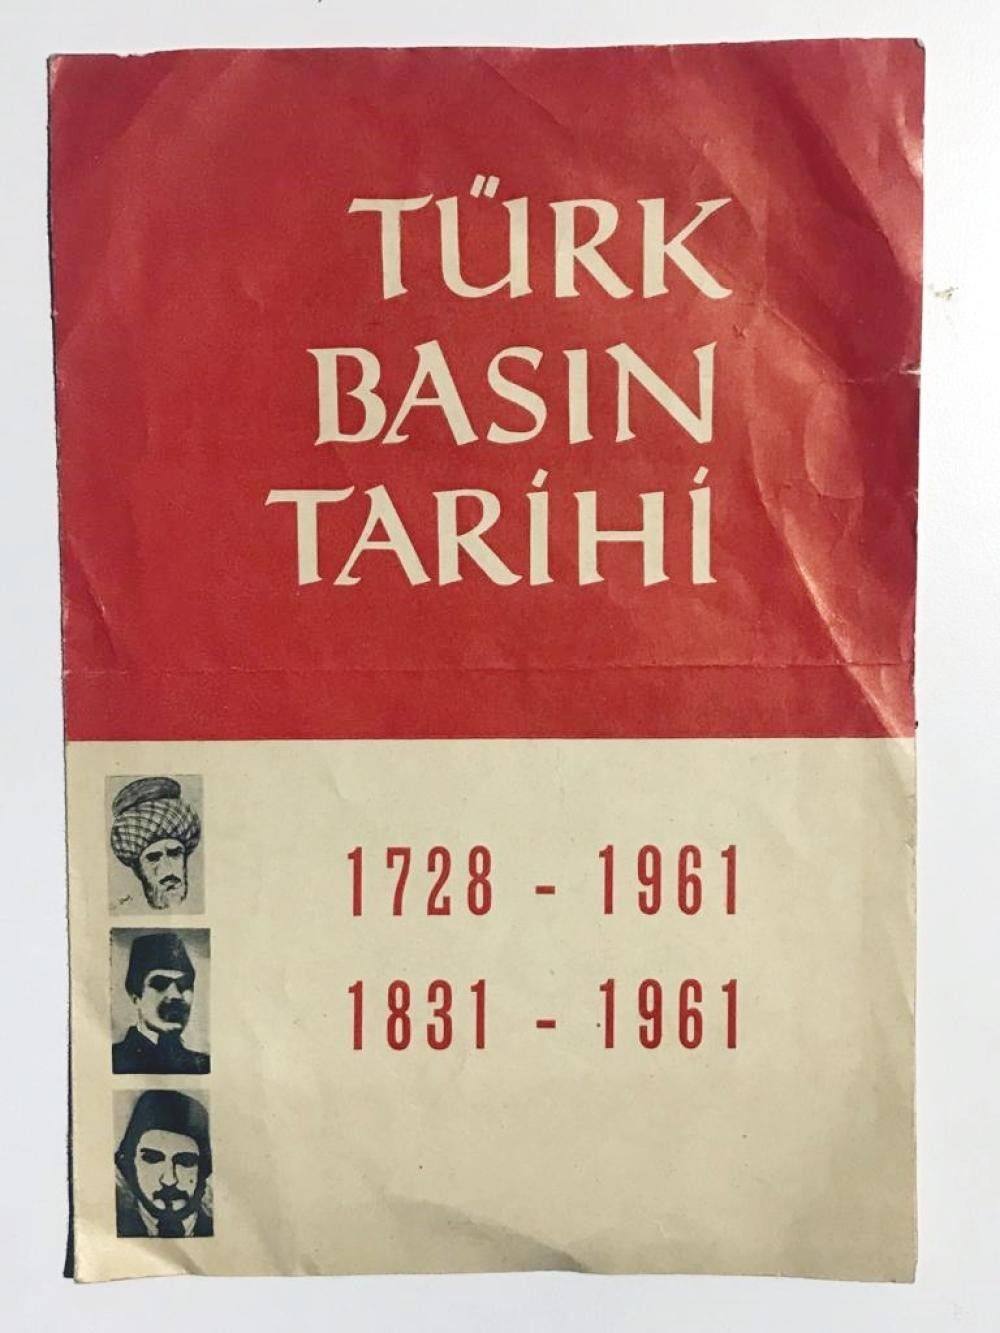 TÜRK
BASIN
TARİHİ
1728 - 1961
1831 - 1961